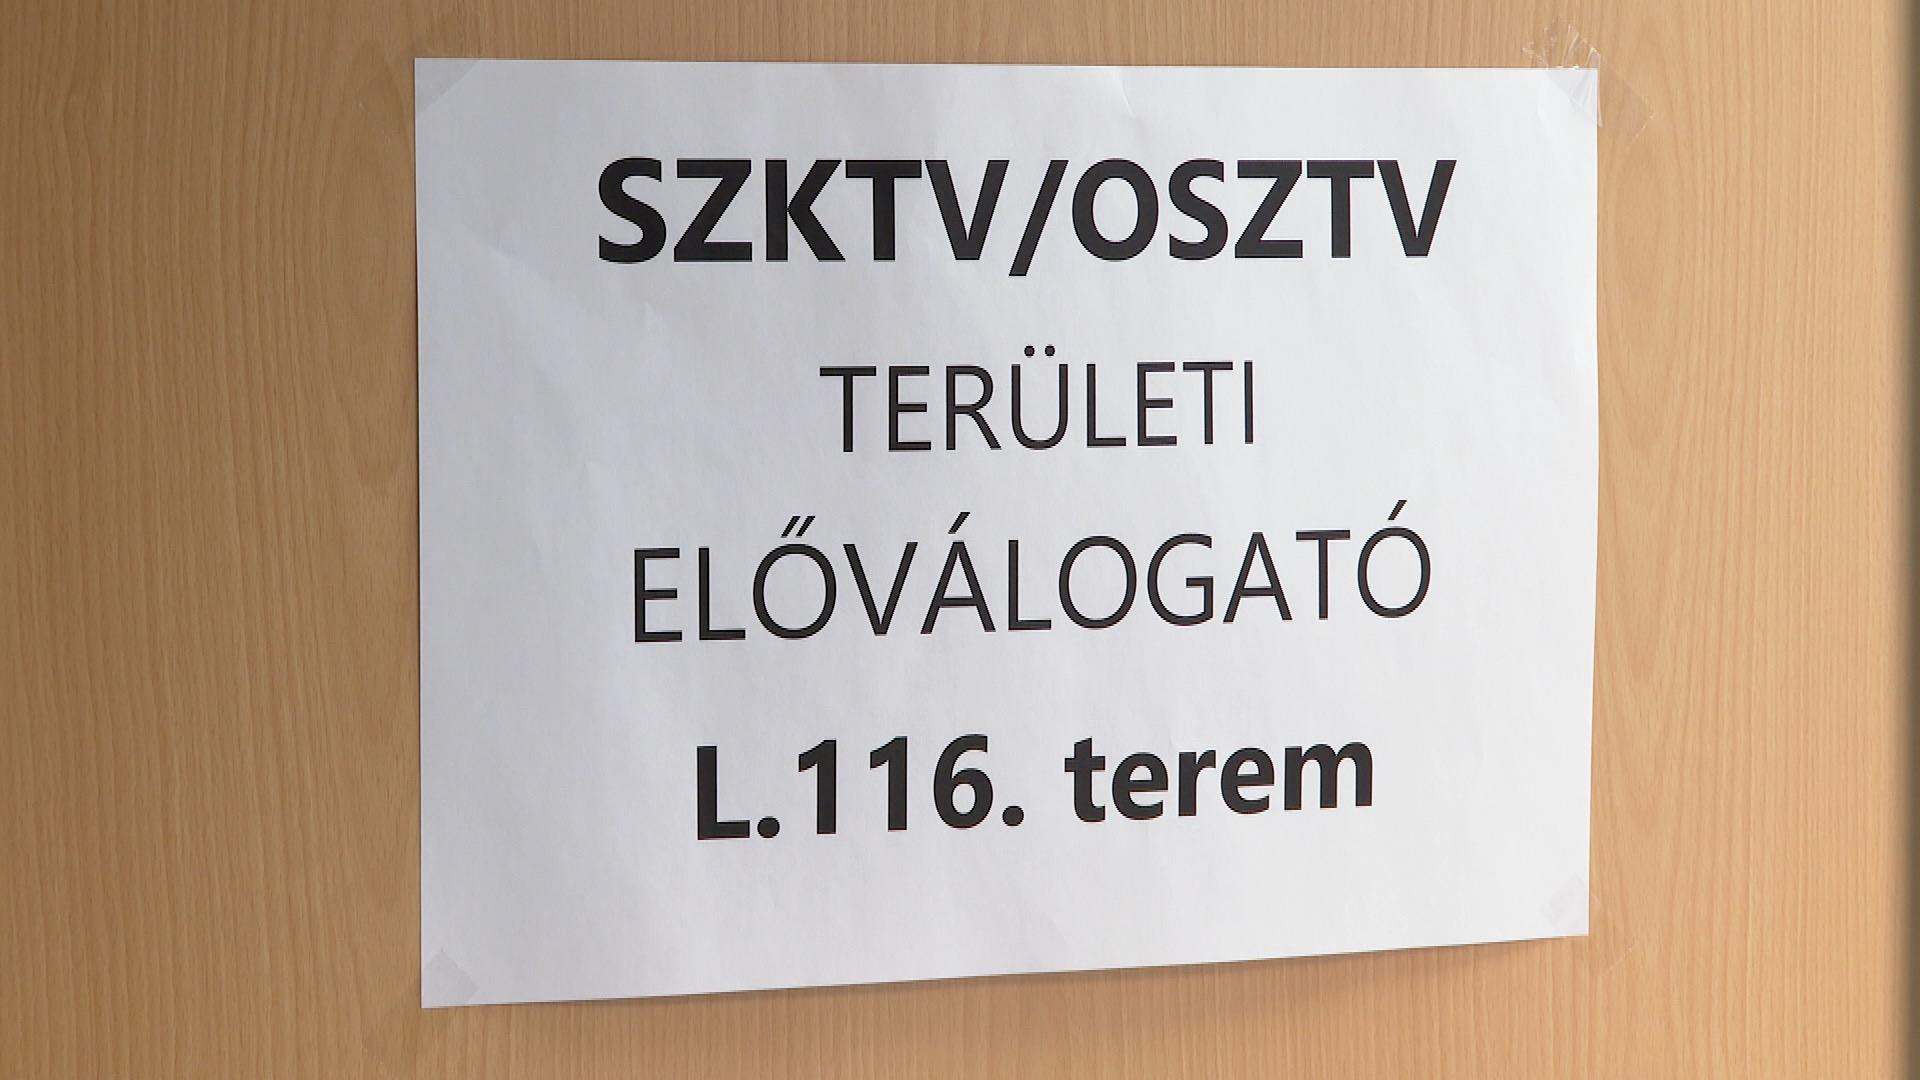 SZKTV/OSZTV
TERÜLETI
ELŐVÁLOGATÓ
L.116. terem